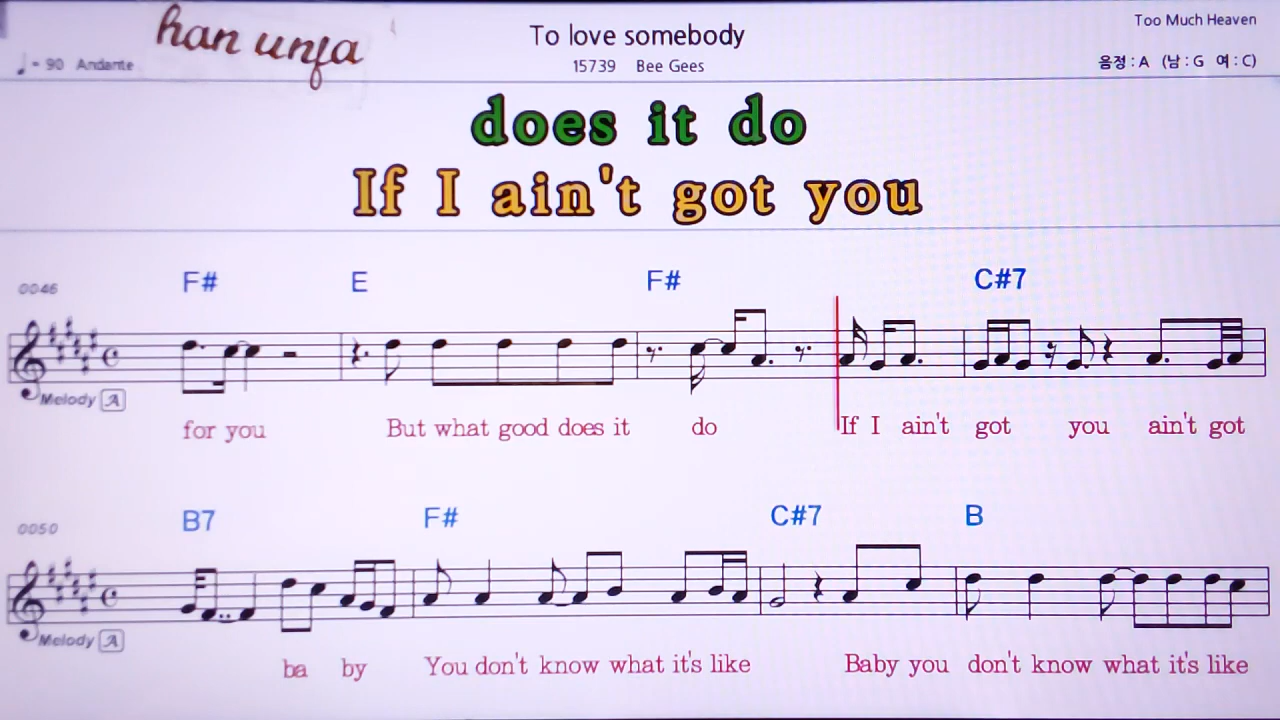 han unfa
To love somebody
Too Much Heaven
♩= 90 Andante
15739 Bee Gees
음정 : A (남 : G 여 : C)
does it do
If I ain't got you
F# E F# C#7
0046
Melody A
for you But what good does it do If I ain't got you ain't got
B7 F# C#7 B
0050
Melody A
ba by You don't know what it's like Baby you don't know what it's like